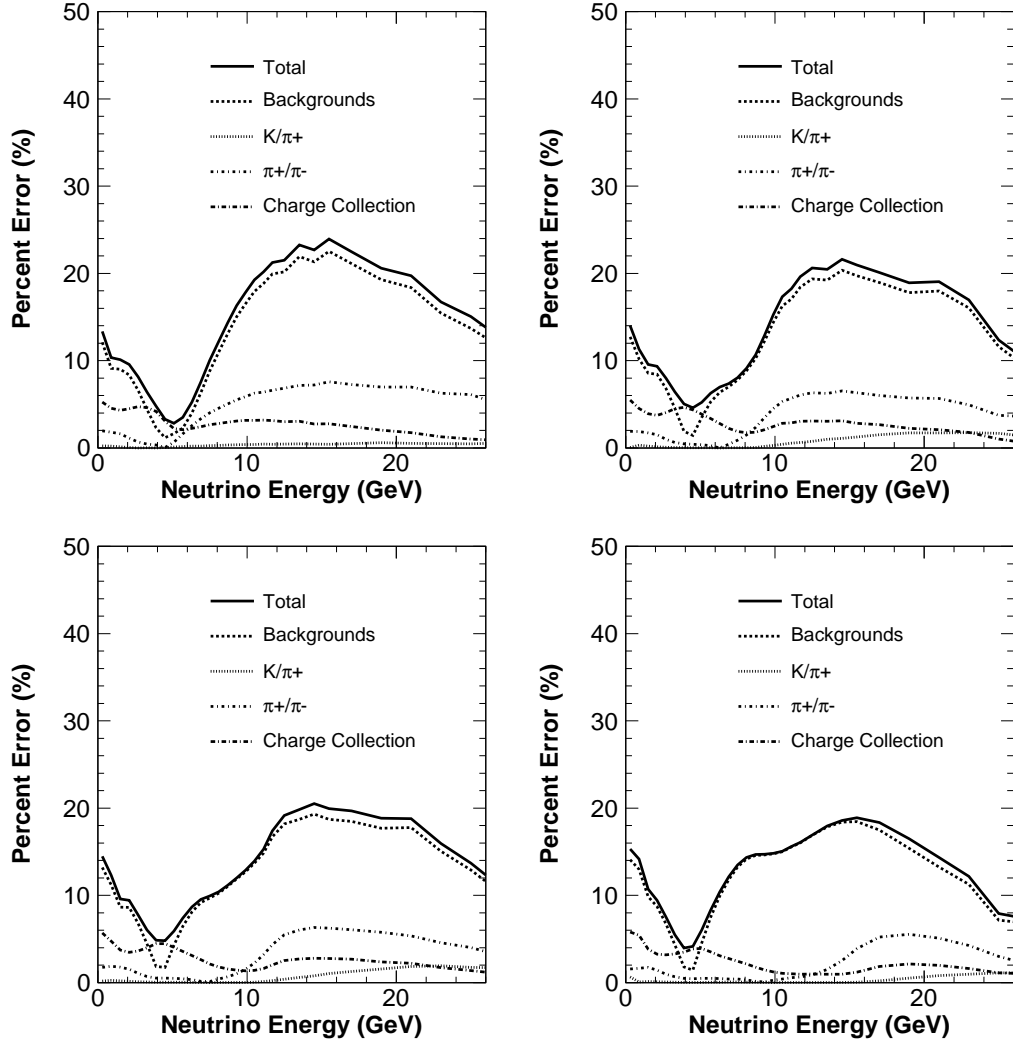 50
40
30
20
10
0
Percent Error (%)
Total
Backgrounds
K/π+
π+/π-
Charge Collection
0 10 20
Neutrino Energy (GeV)
50
40
30
20
10
0
Percent Error (%)
Total
Backgrounds
K/π+
π+/π-
Charge Collection
0 10 20
Neutrino Energy (GeV)
50
40
30
20
10
0
Percent Error (%)
Total
Backgrounds
K/π+
π+/π-
Charge Collection
0 10 20
Neutrino Energy (GeV)
50
40
30
20
10
0
Percent Error (%)
Total
Backgrounds
K/π+
π+/π-
Charge Collection
0 10 20
Neutrino Energy (GeV)